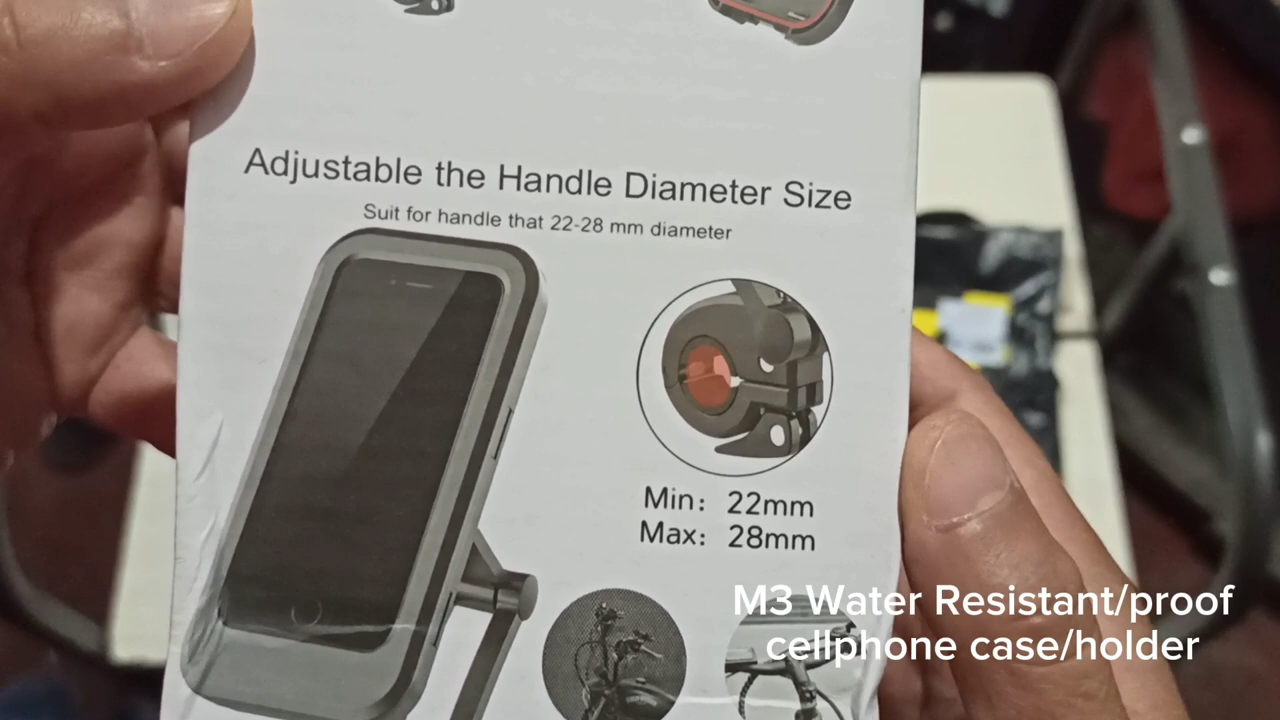 Adjustable the Handle Diameter Size
Suit for handle that 22-28 mm diameter
Min: 22mm
Max: 28mm
M3 Water Resistant/proof
cellphone case/holder